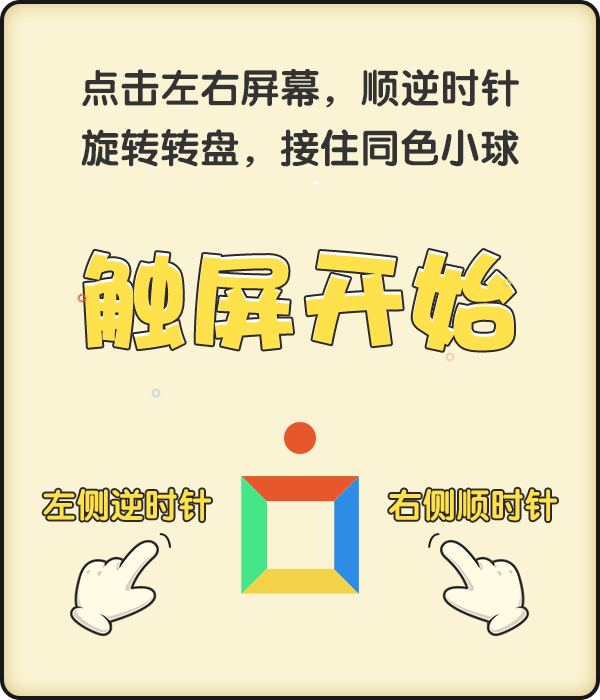 点击左右屏幕，顺逆时针
旋转转盘，接住同色小球
触屏开始
左侧逆时针
右侧顺时针